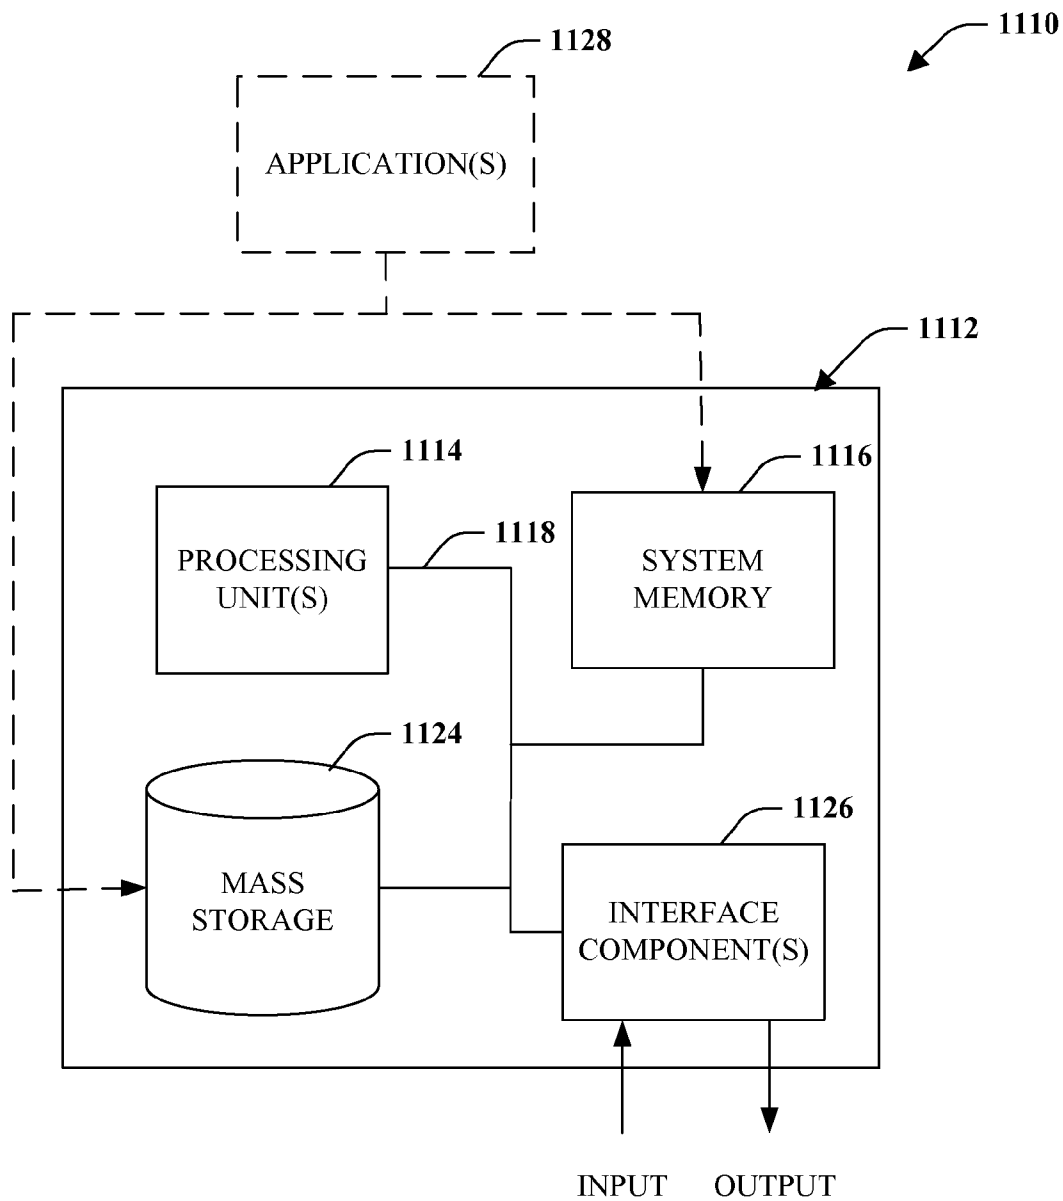 1110
1128
APPLICATION(S)
1112
1114
1116
PROCESSING
UNIT(S)
1118
SYSTEM
MEMORY
1124
1126
MASS
STORAGE
INTERFACE
COMPONENT(S)
INPUT
OUTPUT